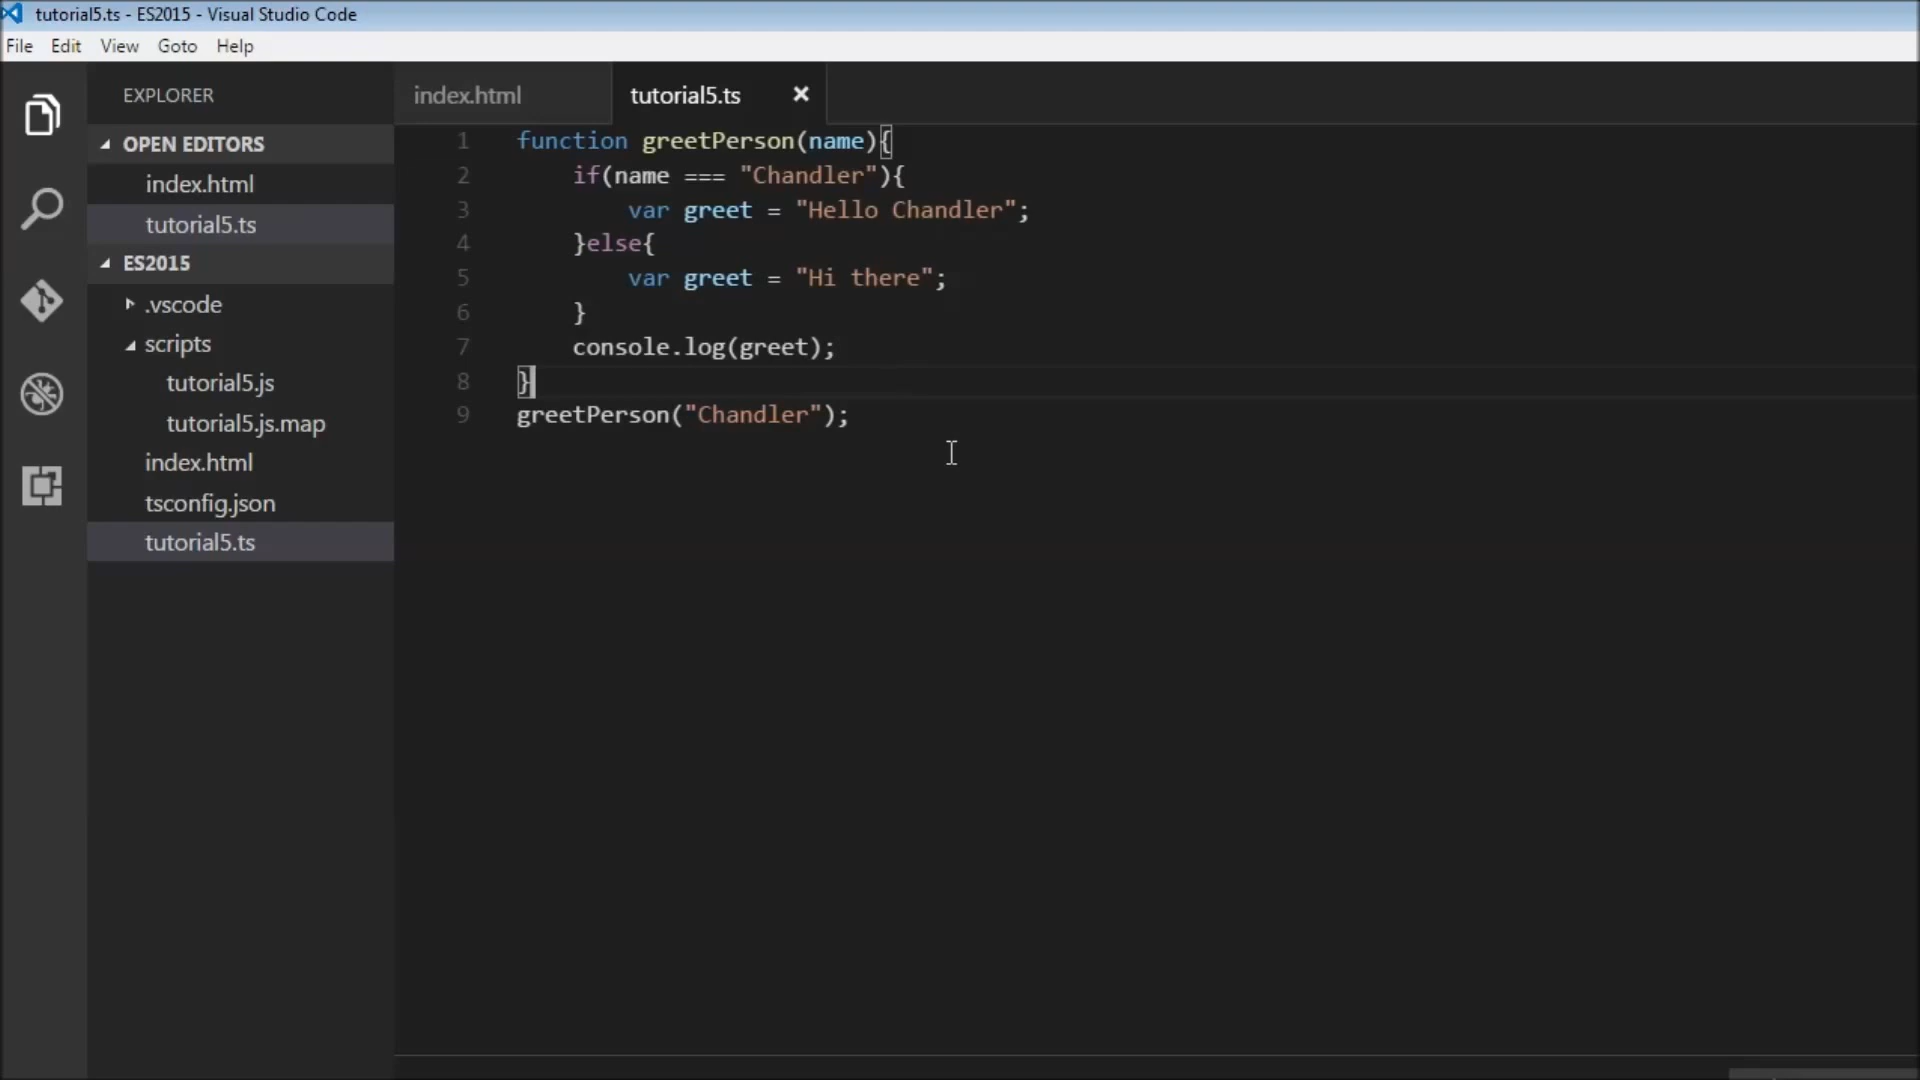 tutorial5.ts - ES2015 - Visual Studio Code
File Edit View Goto Help
EXPLORER
OPEN EDITORS
index.html
tutorial5.ts
ES2015
.vscode
scripts
tutorial5.js
tutorial5.js.map
index.html
tsconfig.json
tutorial5.ts
index.html tutorial5.ts
1 function greetPerson(name){
2 if(name === "Chandler"){
3 var greet = "Hello Chandler";
4 }else{
5 var greet = "Hi there";
6 }
7 console.log(greet);
8 }
9 greetPerson("Chandler");